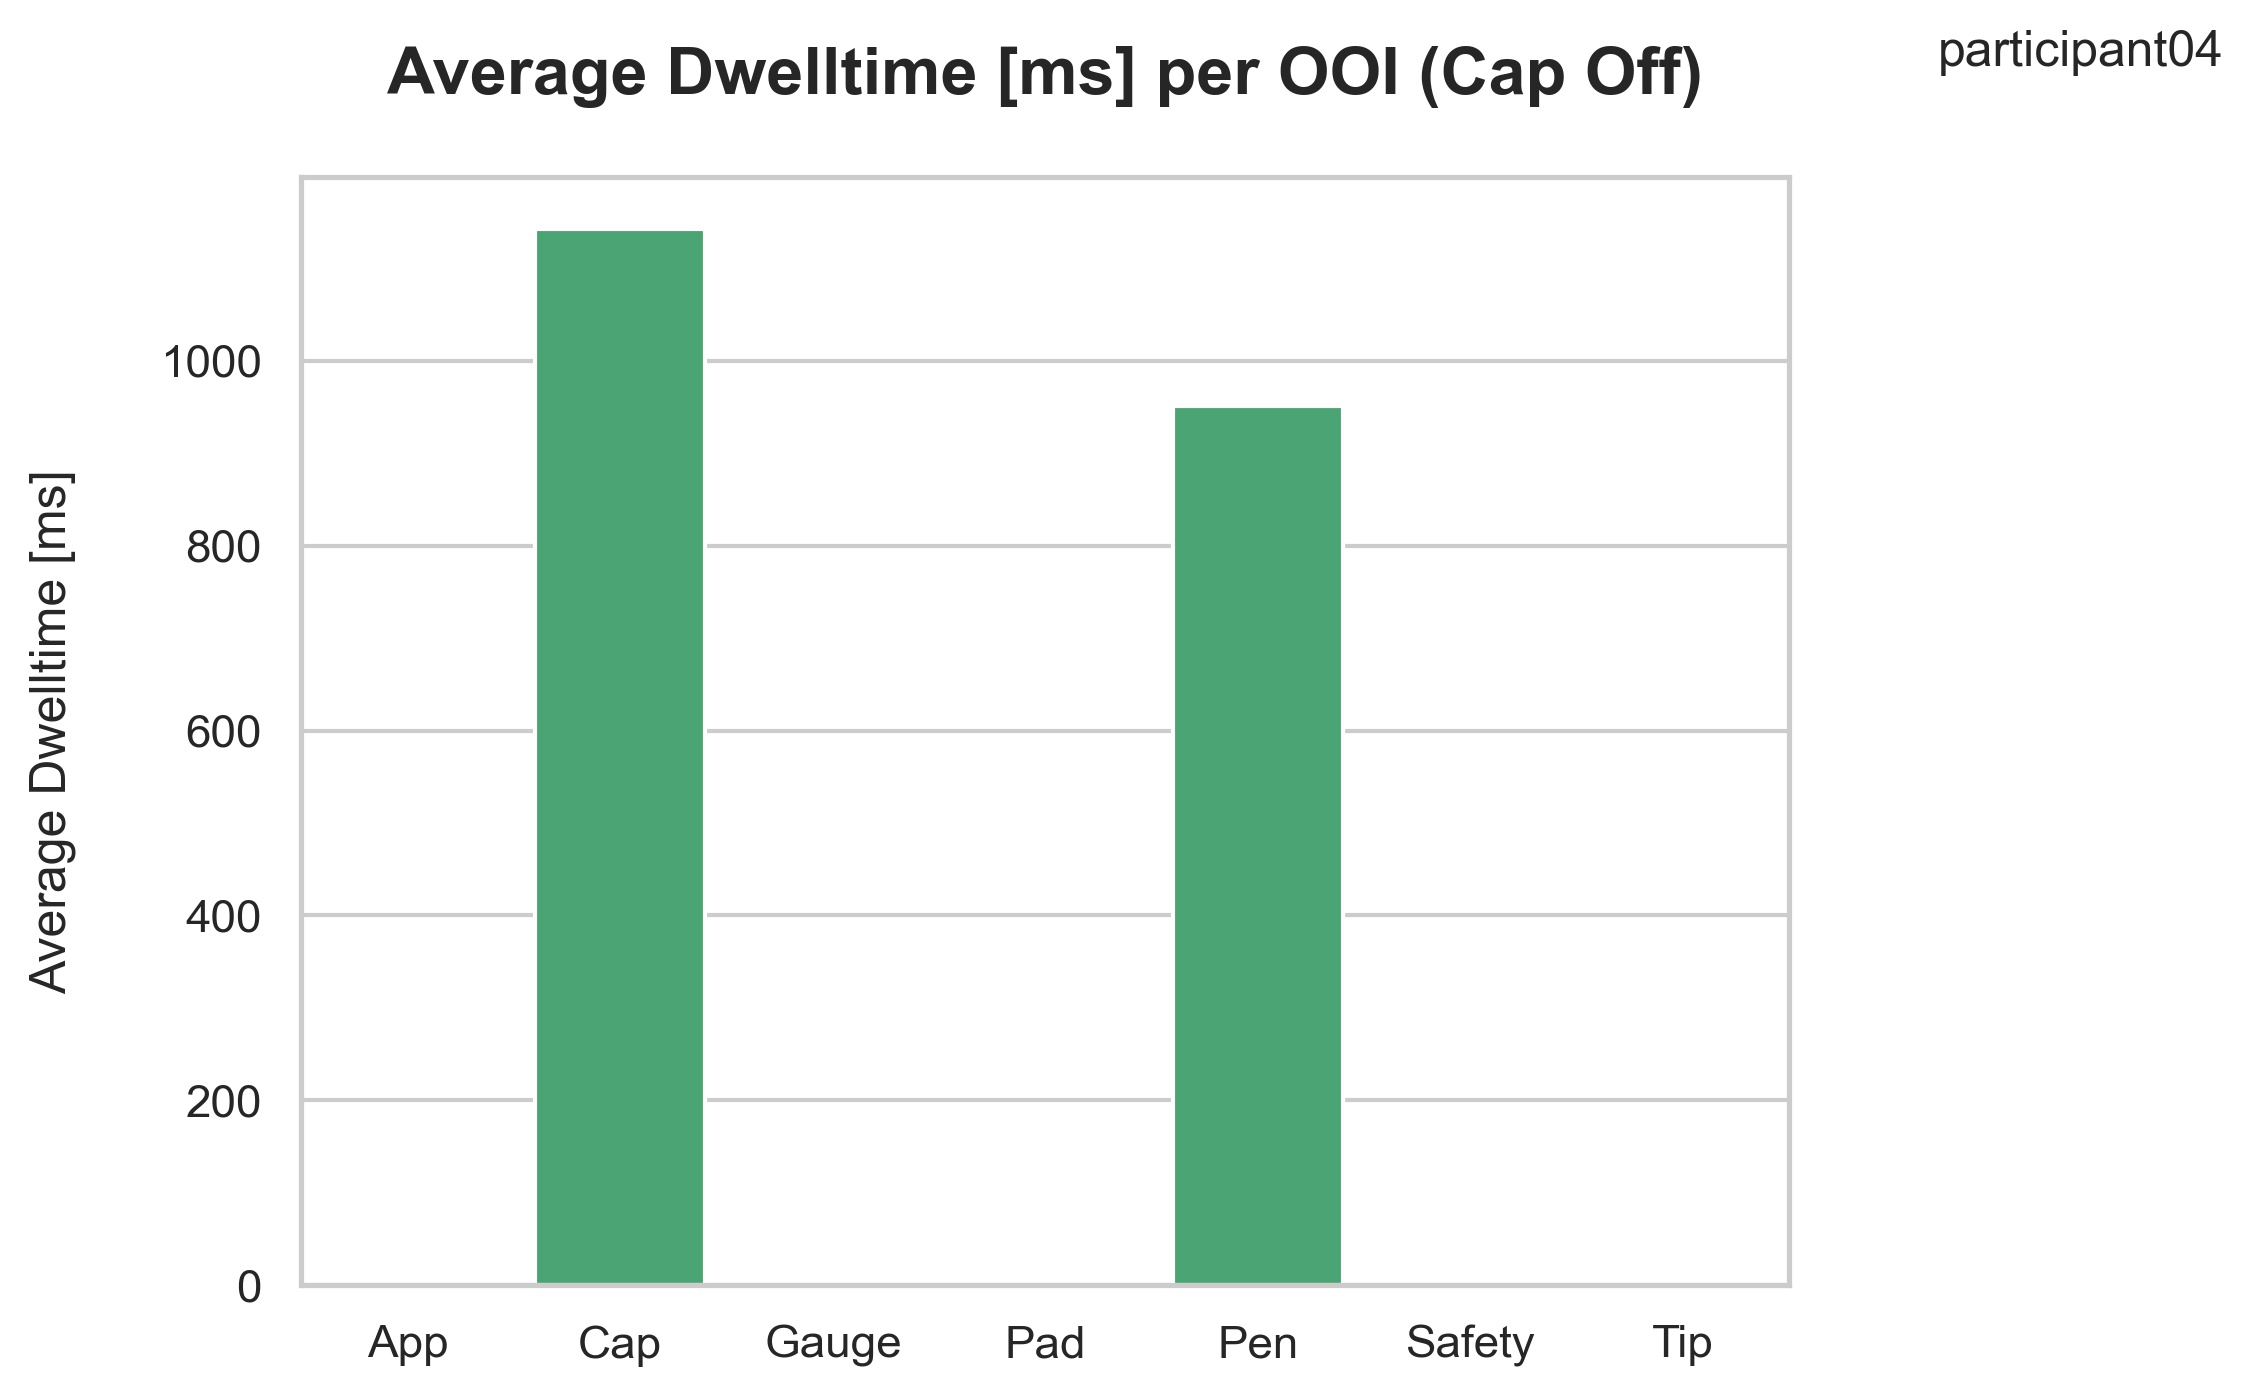 participant04
Average Dwelltime [ms] per OOI (Cap Off)
Average Dwelltime [ms]
1000
800
600
400
200
0
App Cap Gauge Pad Pen Safety Tip